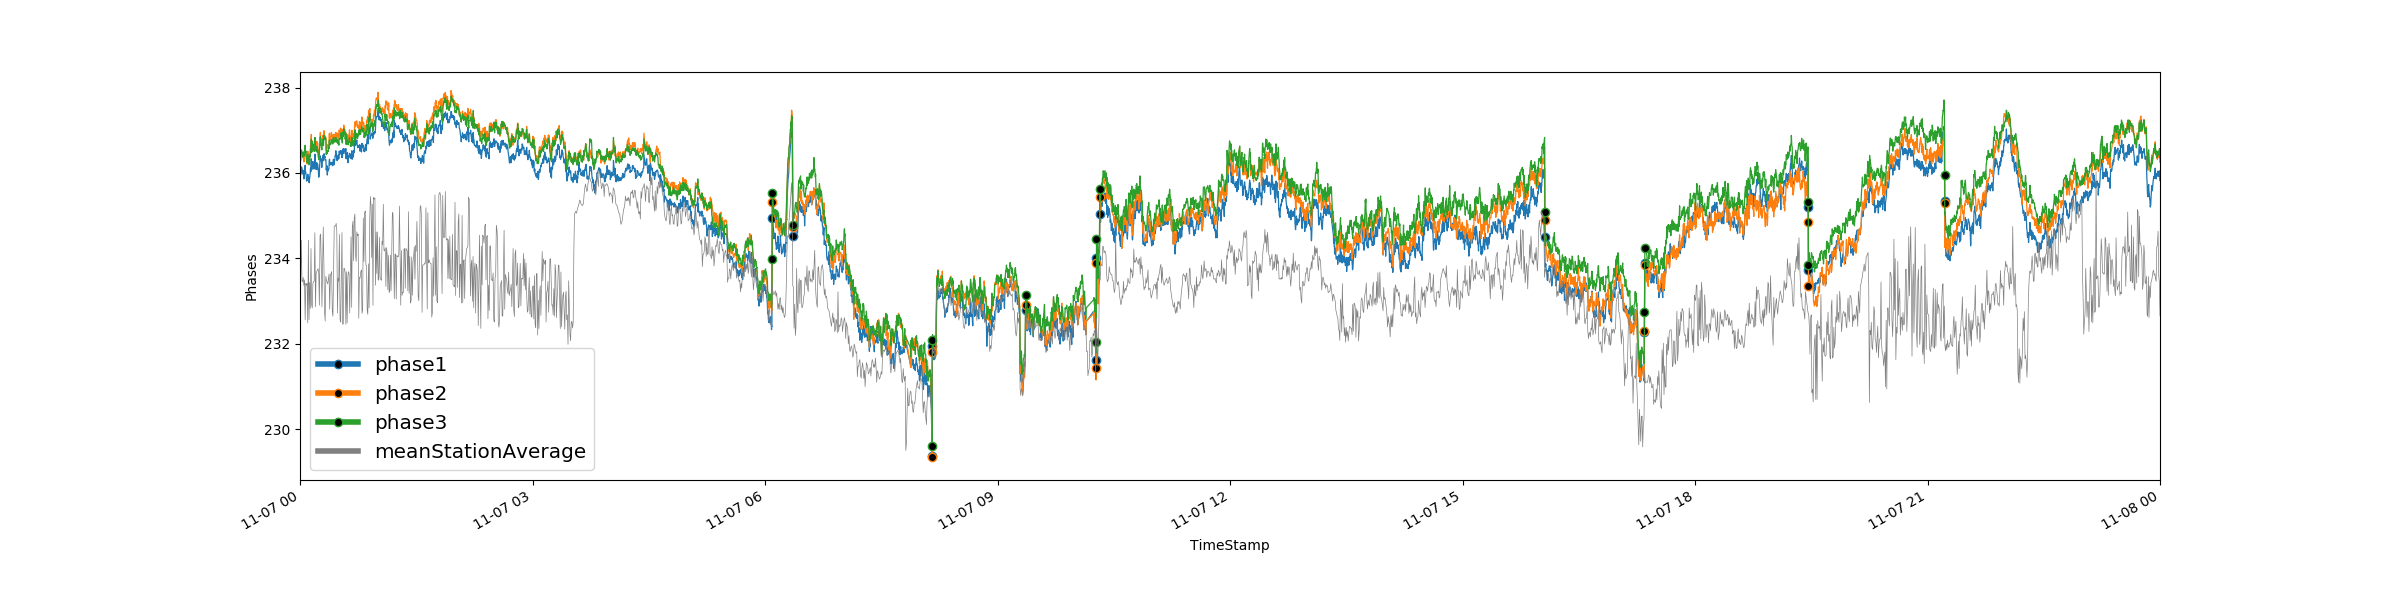 238
236
234
232
230
Phases
phase1
phase2
phase3
meanStationAverage
11-07 00
11-07 03
11-07 06
11-07 09
11-07 12
11-07 15
11-07 18
11-07 21
11-08 00
TimeStamp